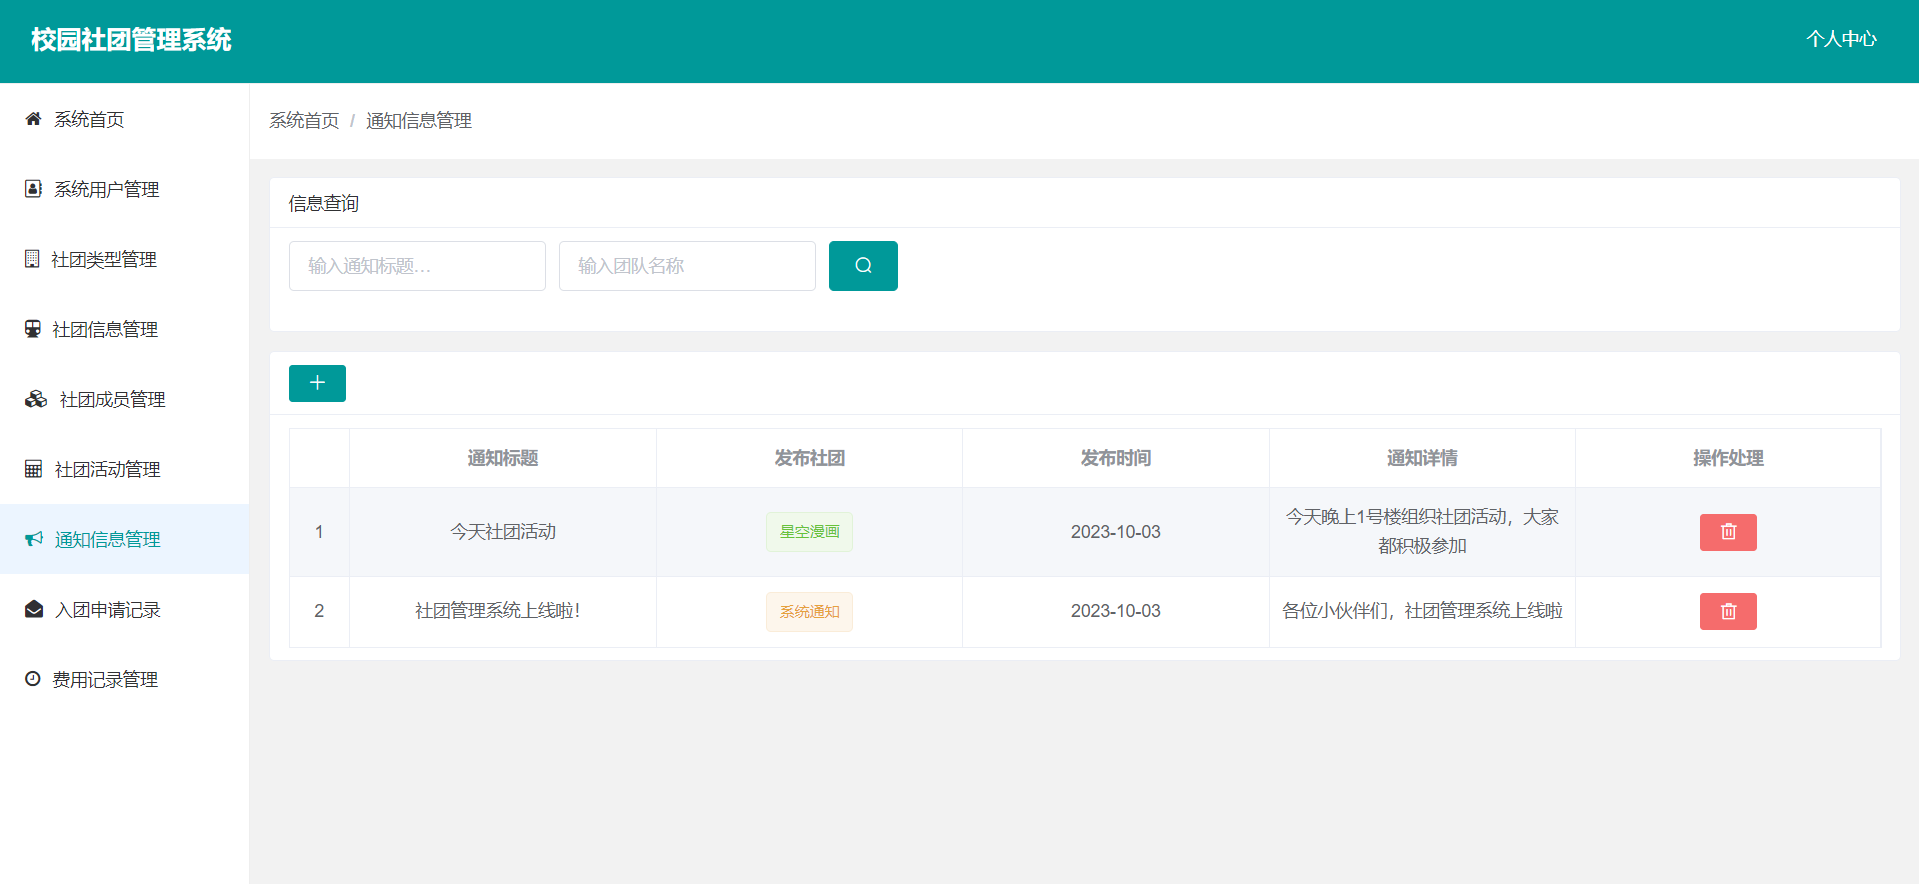 校园社团管理系统
个人中心
系统首页
系统用户管理
社团类型管理
社团信息管理
社团成员管理
社团活动管理
通知信息管理
入团申请记录
费用记录管理
系统首页 / 通知信息管理
信息查询
输入通知标题...
输入团队名称
通知标题 发布社团 发布时间 通知详情 操作处理
1 今天社团活动 星空漫画 2023-10-03 今天晚上1号楼组织社团活动，大家
都积极参加
2 社团管理系统上线啦！ 系统通知 2023-10-03 各位小伙伴们，社团管理系统上线啦